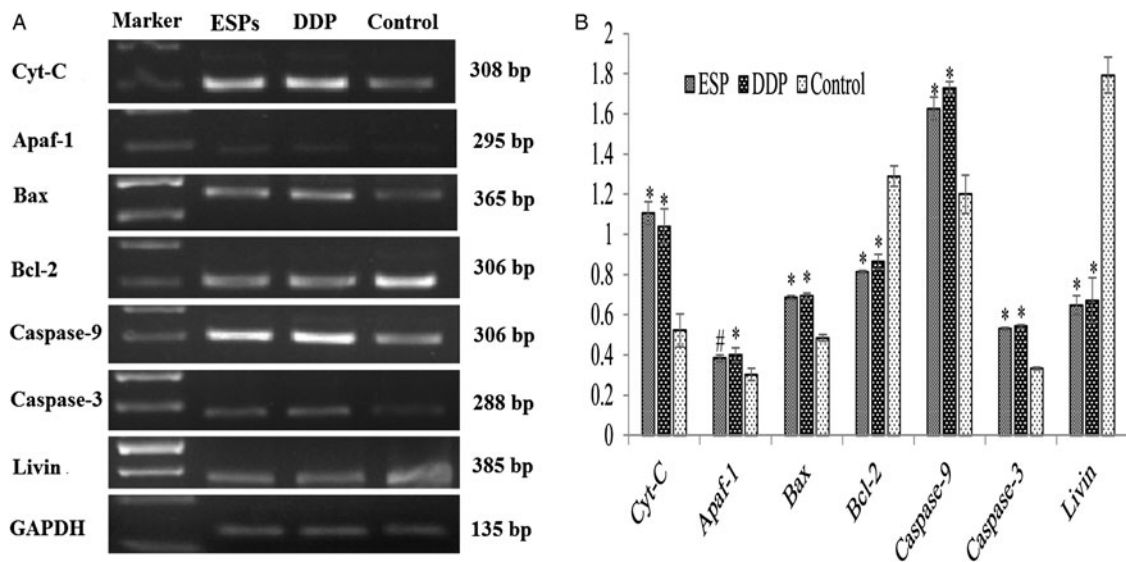 A
Marker ESPs DDP Control
Cyt-C 308 bp
Apaf-1 295 bp
Bax 365 bp
Bcl-2 306 bp
Caspase-9 306 bp
Caspase-3 288 bp
Livin . 385 bp
GAPDH 135 bp
B
2
1.8
1.6
1.4
1.2
1
0.8
0.6
0.4
0.2
0
ESP DDP Control
* * # * * * * * * * * * * *
Cyt-C Apaf-1 Bax Bcl-2 Caspase-9 Caspase-3 Livin